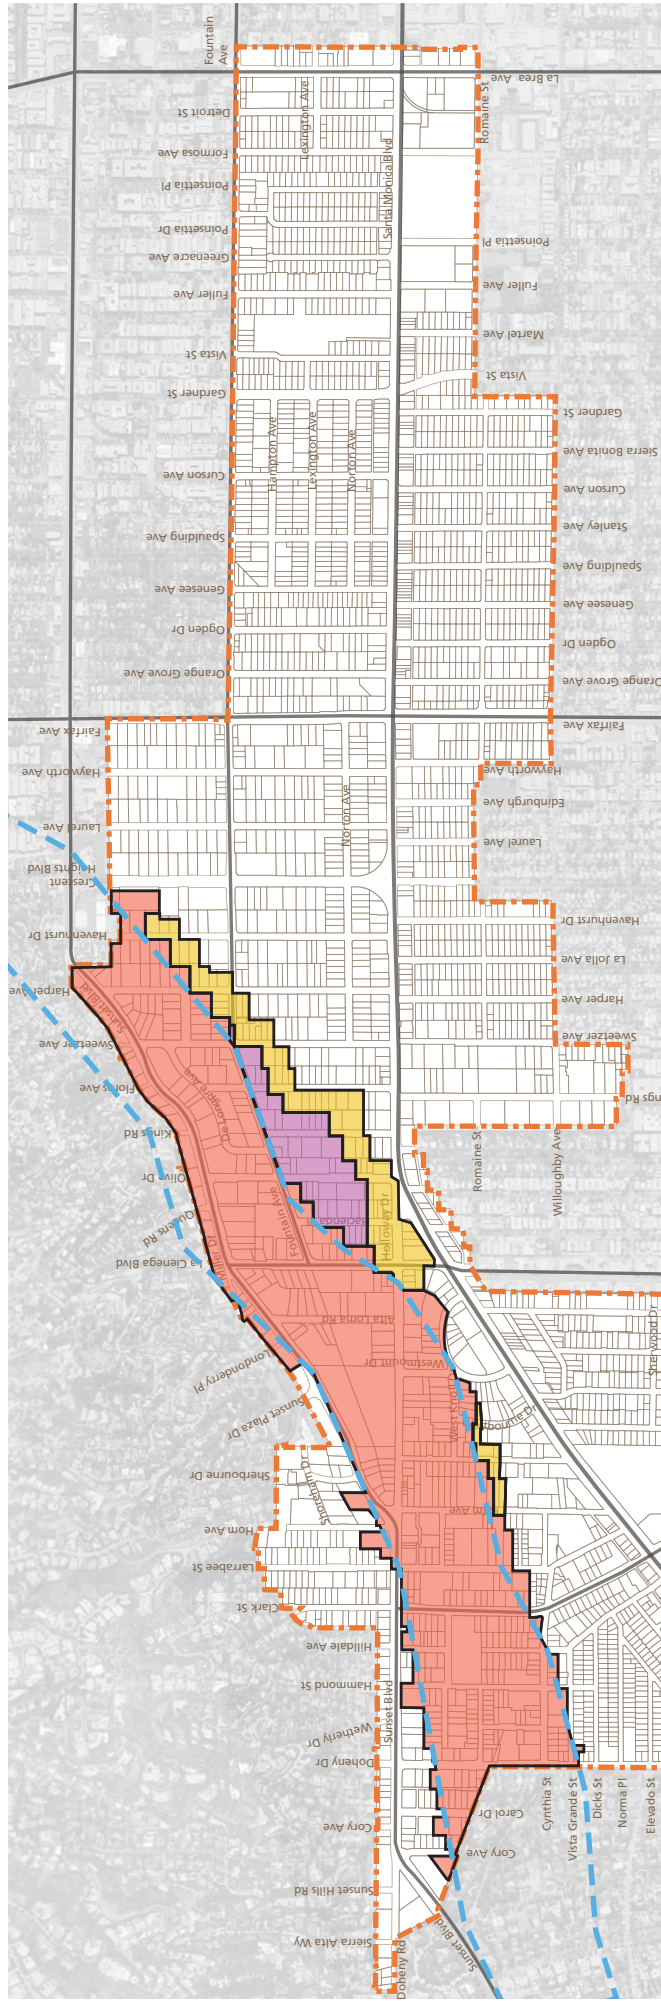 Fountain
Ave
La Brea Ave
Detroit St
Lexington Ave
Romaine St
Formosa Ave
Santa Monica Blvd
Poinsettia Pl
Poinsettia Dr
Poinsettia Pl
Greenacre Ave
Fuller Ave
Fuller Ave
Martel Ave
Vista St
Vista St
Gardner St
Gardner St
Hampton Ave
Lexington Ave
Norton Ave
Sierra Bonita Ave
Curson Ave
Curson Ave
Stanley Ave
Spaulding Ave
Spaulding Ave
Genesee Ave
Genesee Ave
Ogden Dr
Ogden Dr
Orange Grove Ave
Orange Grove Ave
Fairfax Ave
Fairfax Ave
Hayworth Ave
Hayworth Ave
Norton Ave
Edinburgh Ave
Laurel Ave
Laurel Ave
Crescent
Heights Blvd
Havenhurst Dr
Havenhurst Dr
La Jolla Ave
Harper Ave
Harper Ave
Sunset Blvd
Sweetzer Ave
Sweetzer Ave
Flores Ave
De Longpre Ave
Kings Rd
ngs Rd
Romaine St
Willoughby Ave
Olive Dr
Queens Rd
Hacienda
Holloway Dr
Fountain Ave
La Cienega Blvd
Miller Dr
Alta Loma Rd
Sherwood Dr
Londonderry Pl
Westmount Dr
West Knoll
Sunset Plaza Dr
bourne Dr
Sherbourne Dr
Shoreham Dr
m Ave
Horn Ave
Larrabee St
Clark St
Hilldale Ave
Hammond St
Sunset Blvd
Wetherly Dr
Doheny Dr
Cynthia St
Vista Grande St
Dicks St
Norma Pl
Elevado St
Carol Dr
Cory Ave
Cory Ave
Sunset Hills Rd
Sierra Alta Wy
Doheny Rd
Sunset Blvd